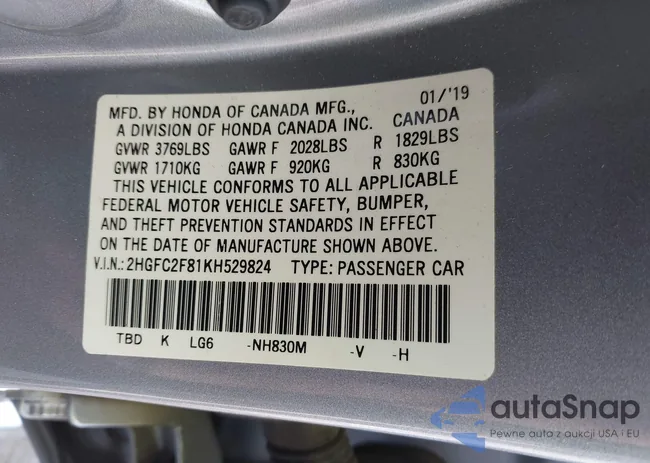 MFD. BY HONDA OF CANADA MFG., 01/'19
A DIVISION OF HONDA CANADA INC. CANADA
GVWR 3769LBS GAWR F 2028LBS R 1829LBS
GVWR 1710KG GAWR F 920KG R 830KG
THIS VEHICLE CONFORMS TO ALL APPLICABLE
FEDERAL MOTOR VEHICLE SAFETY, BUMPER,
AND THEFT PREVENTION STANDARDS IN EFFECT
ON THE DATE OF MANUFACTURE SHOWN ABOVE.
V.I.N.: 2HGFC2F81KH529824 TYPE: PASSENGER CAR
TBD K LG6 -NH830M -V -H
autaSnap
Pewne auta z aukcji USA i EU